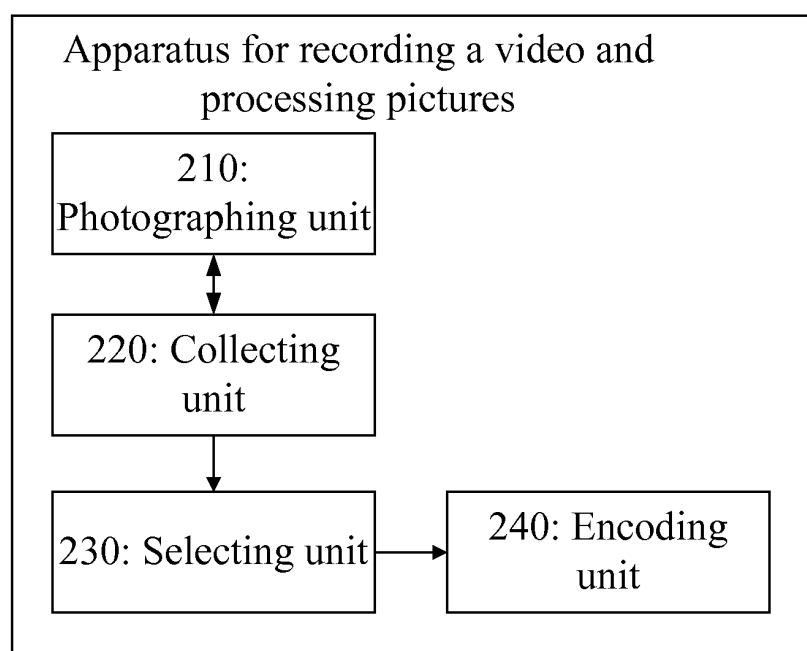 Apparatus for recording a video and
processing pictures
210:
Photographing unit
220: Collecting
unit
230: Selecting unit
240: Encoding
unit